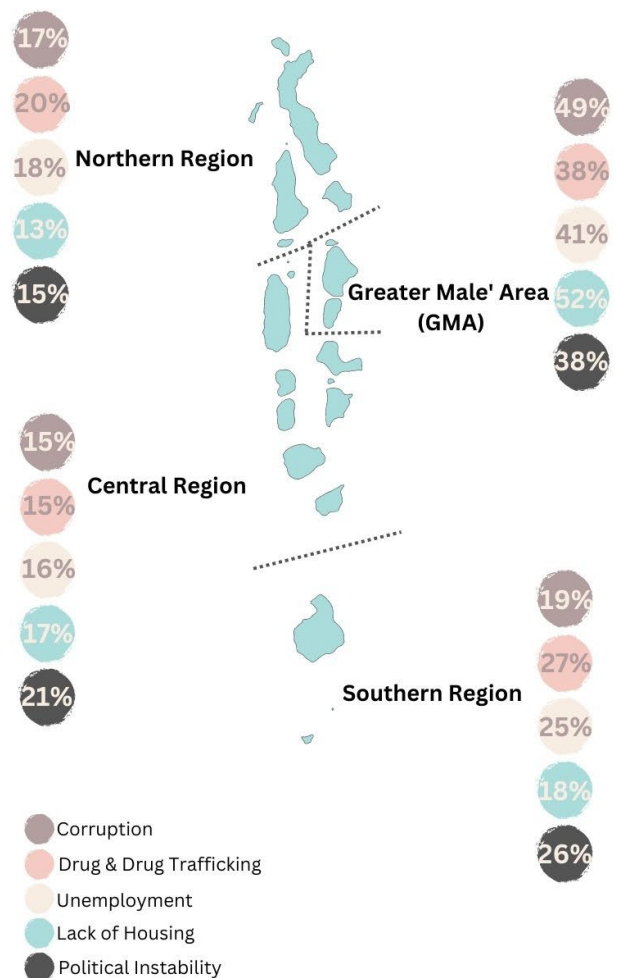 17%
20%
18%
13%
15%
Northern Region
49%
38%
41%
52%
38%
Greater Male' Area
(GMA)
15%
15%
16%
17%
21%
Central Region
19%
27%
25%
18%
26%
Southern Region
Corruption
Drug & Drug Trafficking
Unemployment
Lack of Housing
Political Instability